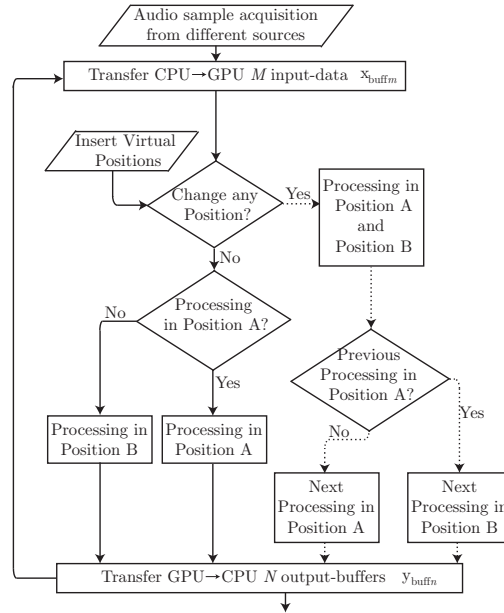 Audio sample acquisition
from different sources
Transfer CPU→GPU M input-data x_buffm
Insert Virtual
Positions
Change any
Position?
Yes
Processing in
Position A
and
Position B
No
Processing
in Position A?
No
Yes
Previous
Processing in
Position A?
Yes
No
Processing in
Position B
Processing in
Position A
Next
Processing in
Position A
Next
Processing in
Position B
Transfer GPU→CPU N output-buffers y_buffn